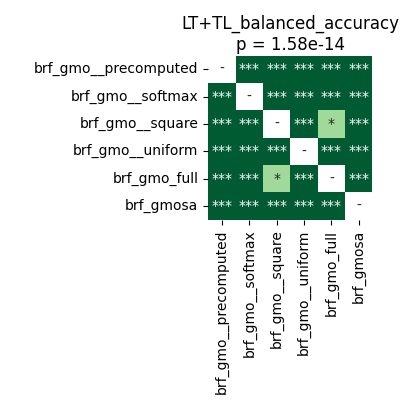 LT+TL_balanced_accuracy
p = 1.58e-14
brf_gmo__precomputed - *** *** *** *** ***
brf_gmo__softmax *** - *** *** *** ***
brf_gmo__square *** *** - *** * ***
brf_gmo__uniform *** *** *** - *** ***
brf_gmo_full *** *** * *** - ***
brf_gmosa *** *** *** *** *** -
brf_gmo__precomputed
brf_gmo__softmax
brf_gmo__square
brf_gmo__uniform
brf_gmo_full
brf_gmosa